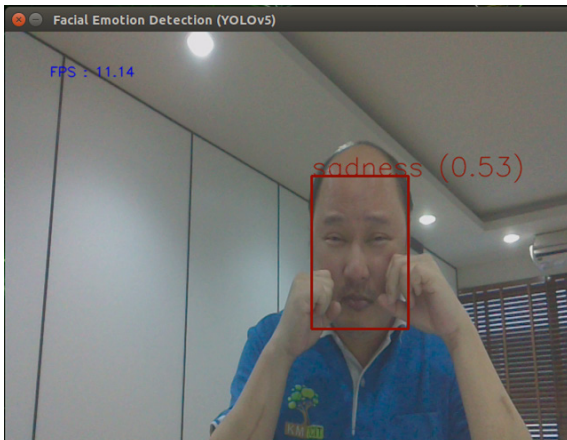 Facial Emotion Detection (YOLOv5)
FPS : 11.14
sadness (0.53)